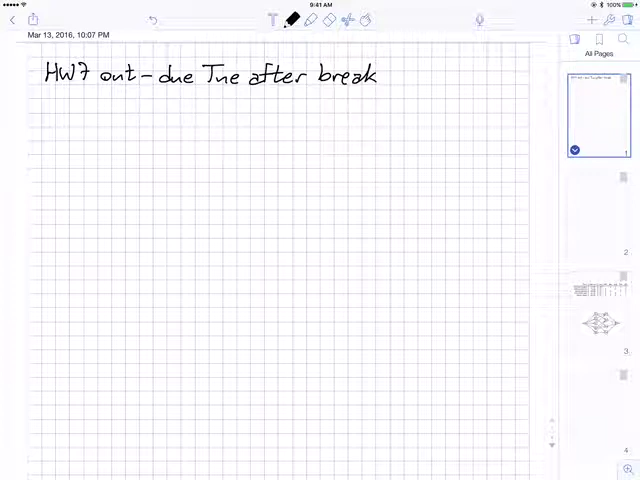 9:41 AM
100%
T
Mar 13, 2016, 10:07 PM
All Pages
HW7 out - due Tue after break
1
2
3
4